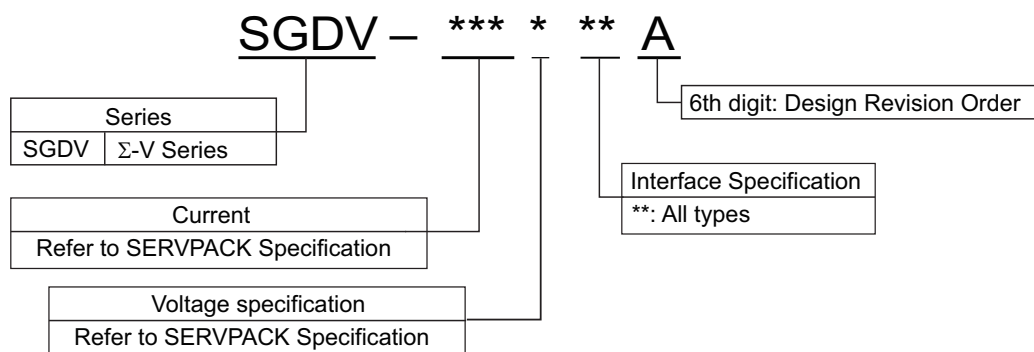 SGDV – *** * ** A
6th digit: Design Revision Order
Series
SGDV Σ-V Series
Interface Specification
**: All types
Current
Refer to SERVPACK Specification
Voltage specification
Refer to SERVPACK Specification